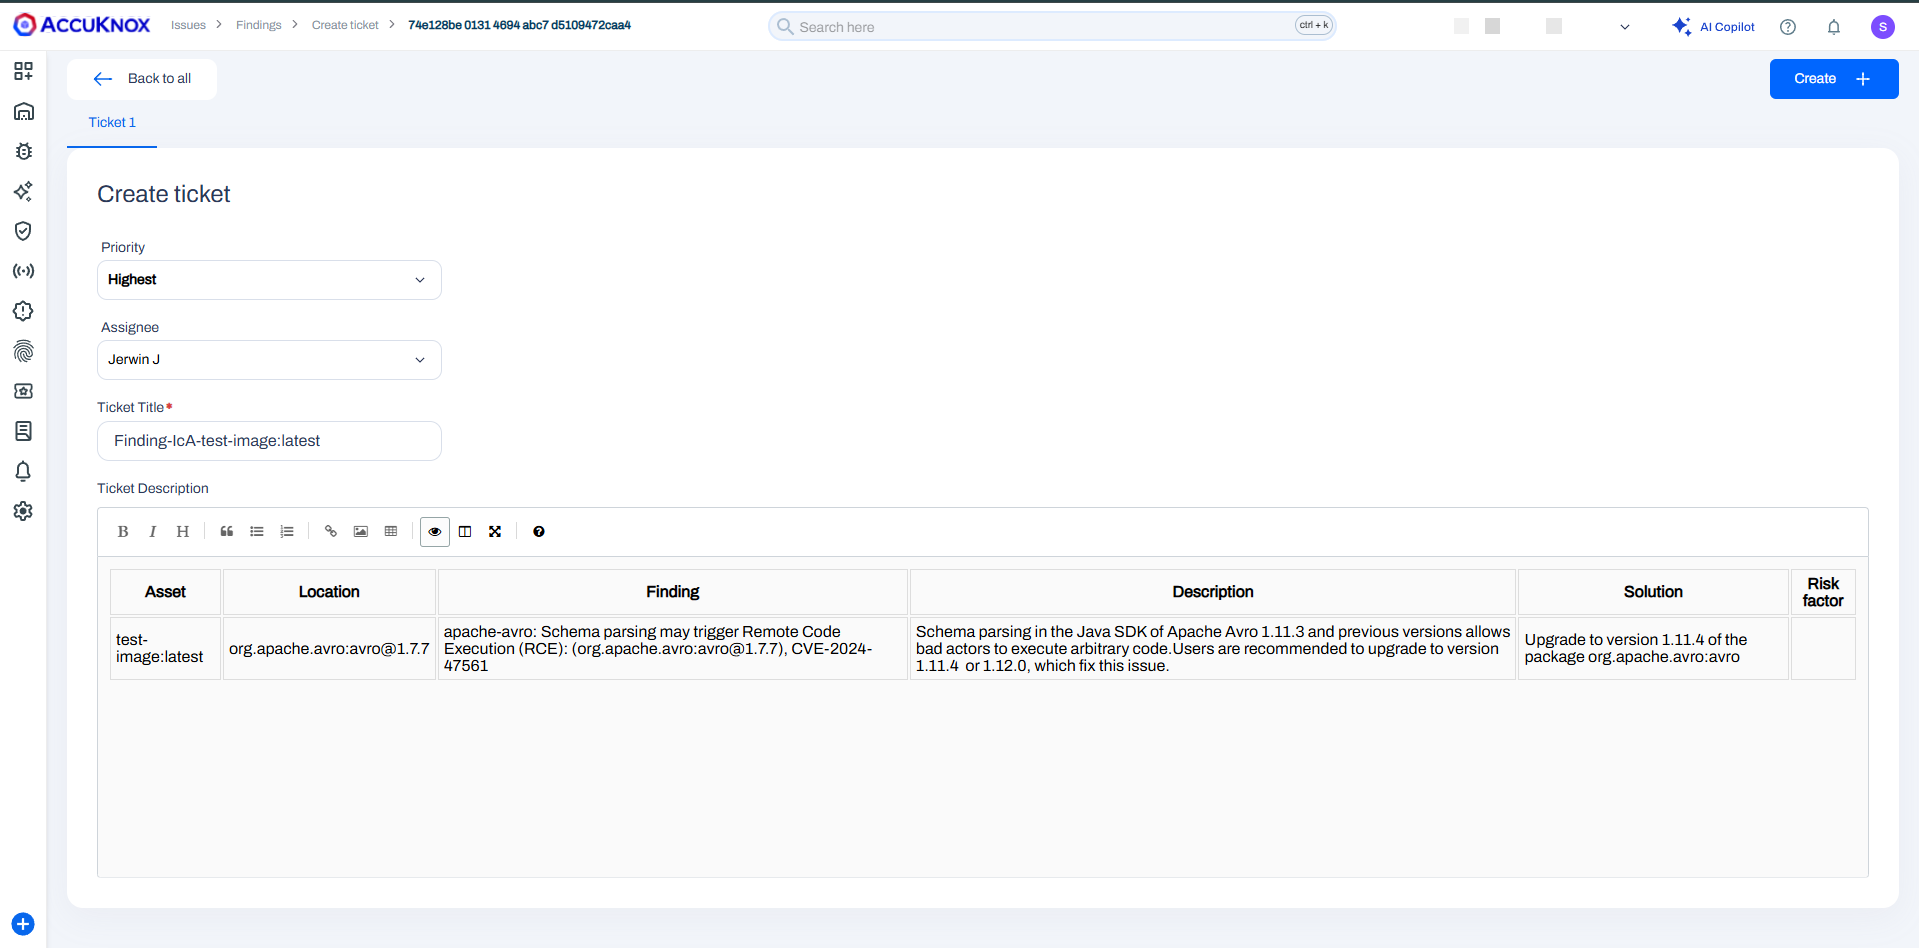 ACCUKNOX
Issues > Findings > Create ticket > 74e128be 0131 4694 abc7 d5109472caa4
Search here
ctrl + k
AI Copilot
S
Back to all
Create
Ticket 1
Create ticket
Priority
Highest
Assignee
Jerwin J
Ticket Title*
Finding-IcA-test-image:latest
Ticket Description
B I H
Asset Location Finding Description Solution Risk factor
test-
image:latest
org.apache.avro:avro@1.7.7
apache-avro: Schema parsing may trigger Remote Code
Execution (RCE): (org.apache.avro:avro@1.7.7), CVE-2024-
47561
Schema parsing in the Java SDK of Apache Avro 1.11.3 and previous versions allows
bad actors to execute arbitrary code.Users are recommended to upgrade to version
1.11.4 or 1.12.0, which fix this issue.
Upgrade to version 1.11.4 of the
package org.apache.avro:avro